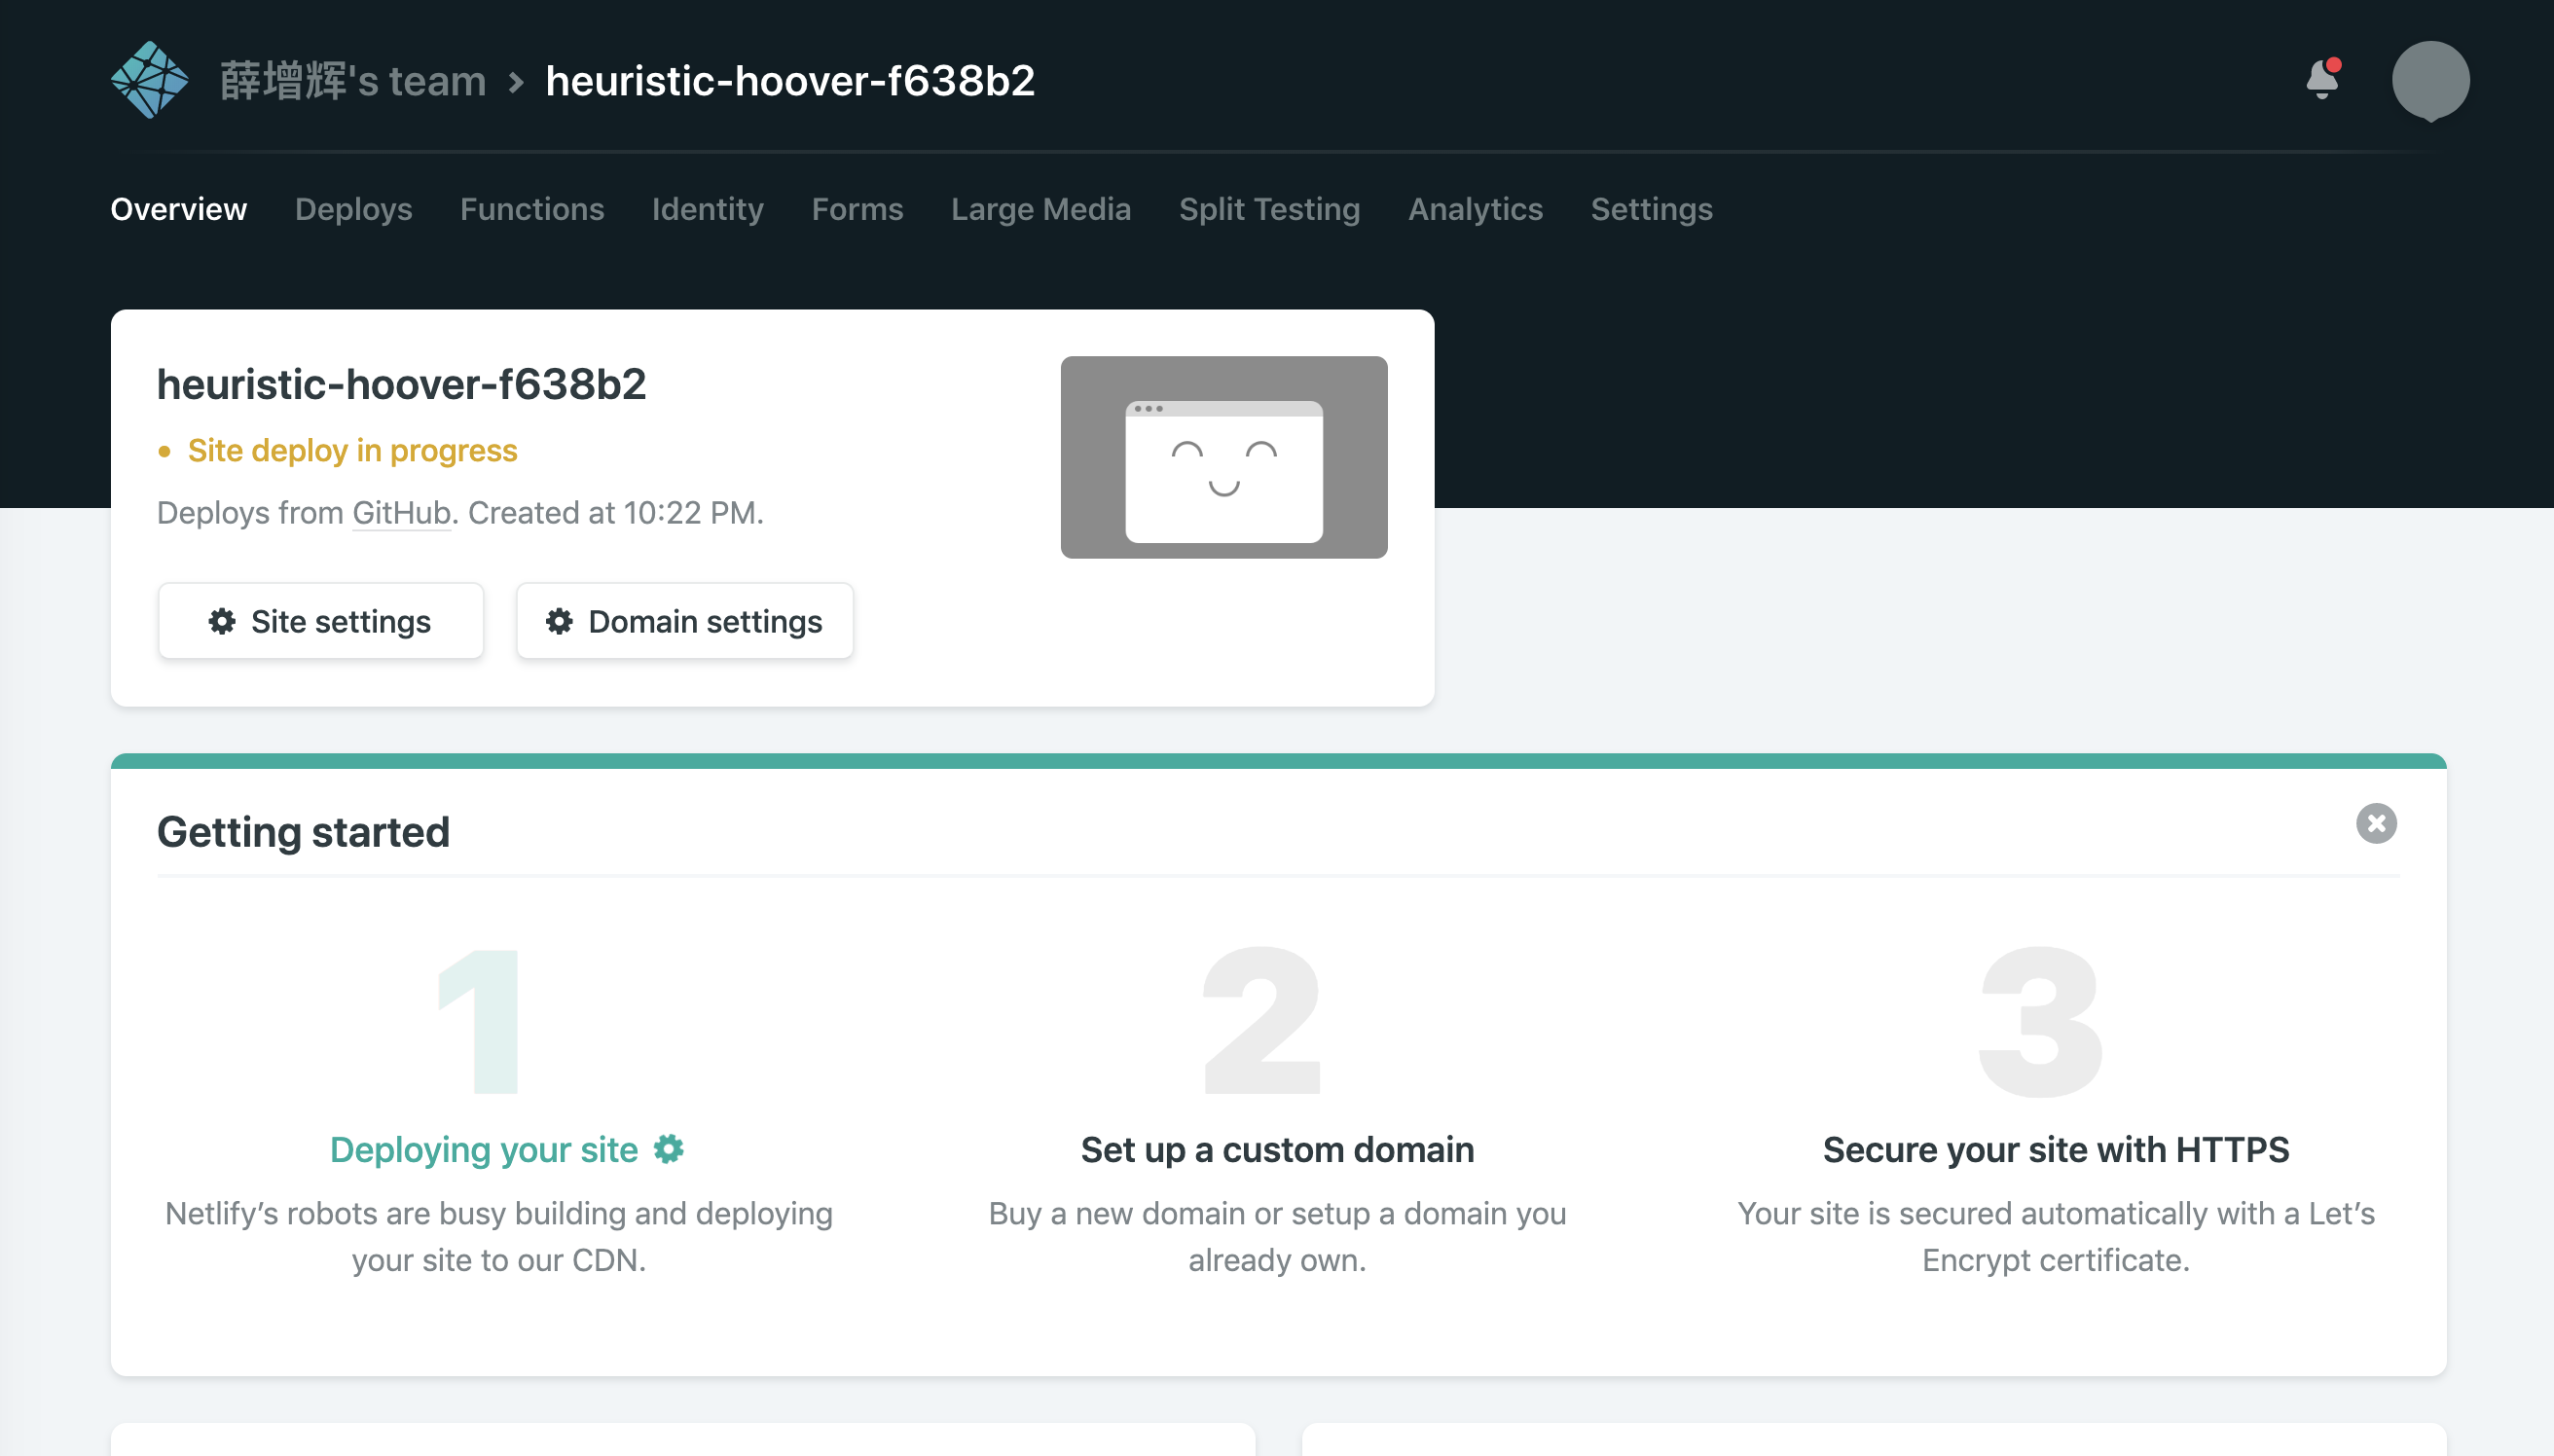 薛增辉's team > heuristic-hoover-f638b2
Overview Deploys Functions Identity Forms Large Media Split Testing Analytics Settings
heuristic-hoover-f638b2
Site deploy in progress
Deploys from GitHub. Created at 10:22 PM.
Site settings Domain settings
Getting started
1 2 3
Deploying your site
Netlify’s robots are busy building and deploying
your site to our CDN.
Set up a custom domain
Buy a new domain or setup a domain you
already own.
Secure your site with HTTPS
Your site is secured automatically with a Let’s
Encrypt certificate.